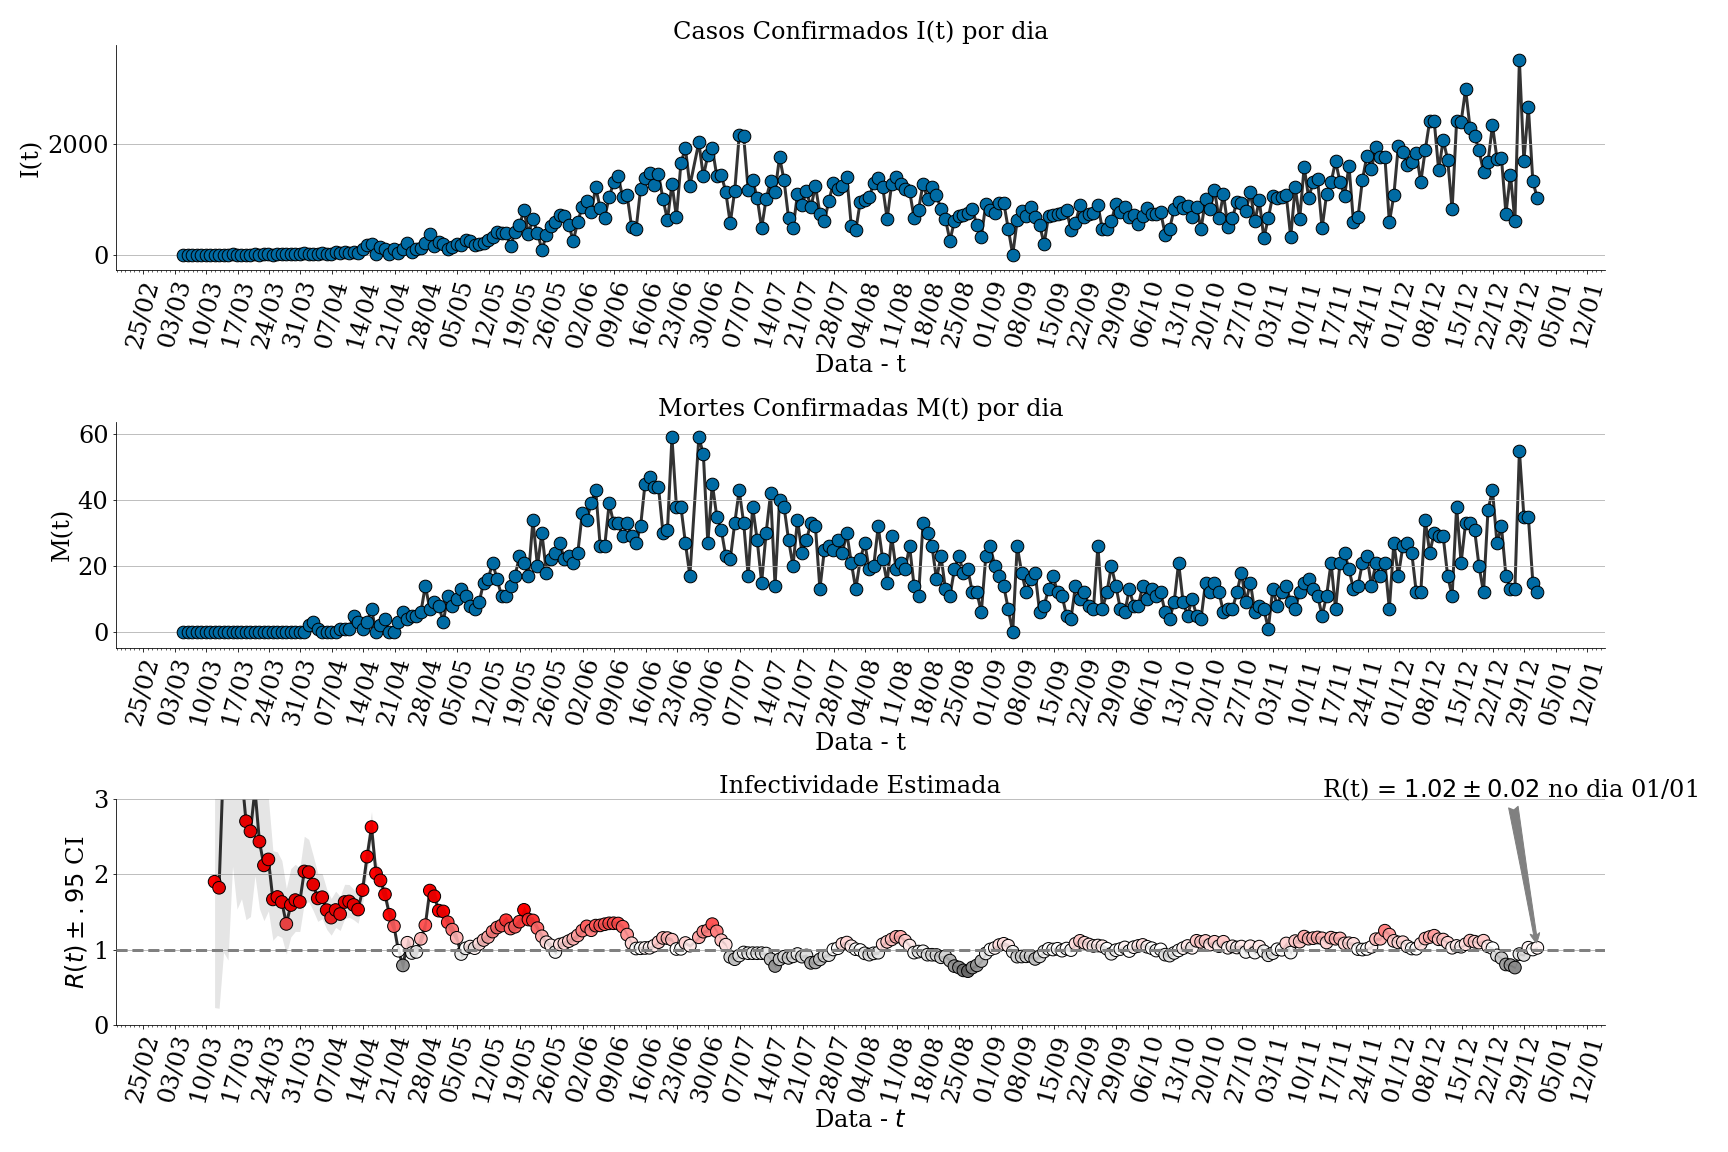 Casos Confirmados I(t) por dia
I(t)
2000
0
25/02 03/03 10/03 17/03 24/03 31/03 07/04 14/04 21/04 28/04 05/05 12/05 19/05 26/05 02/06 09/06 16/06 23/06 30/06 07/07 14/07 21/07 28/07 04/08 11/08 18/08 25/08 01/09 08/09 15/09 22/09 29/09 06/10 13/10 20/10 27/10 03/11 10/11 17/11 24/11 01/12 08/12 15/12 22/12 29/12 05/01 12/01
Data - t
Mortes Confirmadas M(t) por dia
M(t)
60
40
20
0
25/02 03/03 10/03 17/03 24/03 31/03 07/04 14/04 21/04 28/04 05/05 12/05 19/05 26/05 02/06 09/06 16/06 23/06 30/06 07/07 14/07 21/07 28/07 04/08 11/08 18/08 25/08 01/09 08/09 15/09 22/09 29/09 06/10 13/10 20/10 27/10 03/11 10/11 17/11 24/11 01/12 08/12 15/12 22/12 29/12 05/01 12/01
Data - t
Infectividade Estimada
R(t) = 1.02 ± 0.02 no dia 01/01
R(t) ± .95 CI
3
2
1
0
25/02 03/03 10/03 17/03 24/03 31/03 07/04 14/04 21/04 28/04 05/05 12/05 19/05 26/05 02/06 09/06 16/06 23/06 30/06 07/07 14/07 21/07 28/07 04/08 11/08 18/08 25/08 01/09 08/09 15/09 22/09 29/09 06/10 13/10 20/10 27/10 03/11 10/11 17/11 24/11 01/12 08/12 15/12 22/12 29/12 05/01 12/01
Data - t